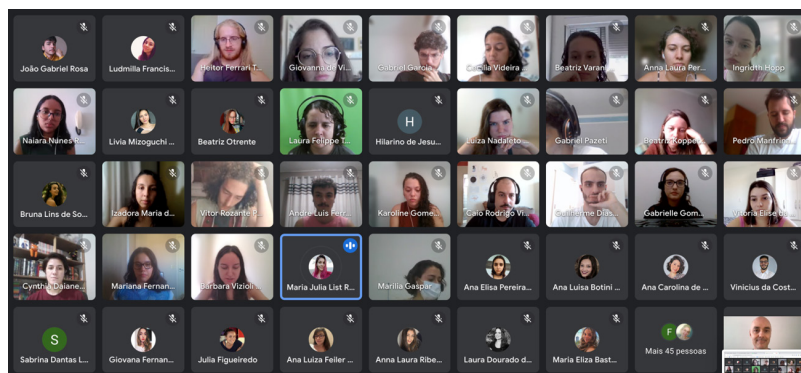 João Gabriel Rosa
Ludmilla Francis...
Heitor Ferrari T...
Giovanna de Vi...
Gabriel Garcia
Cecília Videira ...
Beatriz Varan...
Anna Laura Per...
Ingridth Hopp
Naiara Nunes R...
Livia Mizoguchi ...
Beatriz Otrente
Laura Felippe T...
H
Hilarino de Jesu...
Luiza Nadaleto ...
Gabriel Pazeti
Beatriz Koppe...
Pedro Manfrio...
Bruna Lins de So...
Izadora Maria d...
Vitor Rozante P...
André Luis Ferr...
Karoline Gome...
Caio Rodrigo Vi...
Guilherme Dias...
Gabrielle Gom...
Vitória Elisa d...
Cynthia Daiane...
Mariana Fernan...
Bárbara Vizioli ...
Maria Julia List R...
Marília Gaspar
Ana Elisa Pereira...
Ana Luisa Botini ...
Ana Carolina de ...
Vinicius da Cost...
S
Sabrina Dantas L...
Giovana Fernan...
Julia Figueiredo
Ana Luiza Feiler ...
Anna Laura Ribe...
Laura Dourado d...
Maria Eliza Bast...
F
Mais 45 pessoas